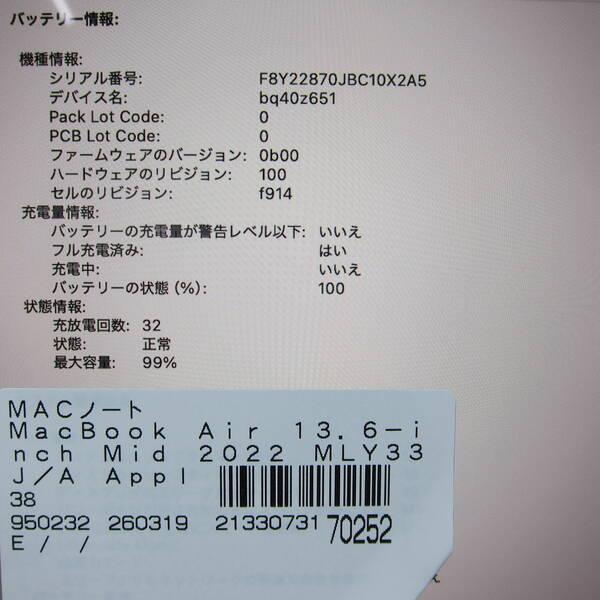 バッテリー情報:
機種情報:
シリアル番号: F8Y22870JBC10X2A5
デバイス名: bq40z651
Pack Lot Code: 0
PCB Lot Code: 0
ファームウェアのバージョン: 0b00
ハードウェアのリビジョン: 100
セルのリビジョン: f914
充電量情報:
バッテリーの充電量が警告レベル以下: いいえ
フル充電済み: はい
充電中: いいえ
バッテリーの状態（%）: 100
状態情報:
充放電回数: 32
状態: 正常
最大容量: 99%
MACノート
MacBook Air 13.6-i
nch Mid 2022 MLY33
J/A Appl
38
950232 260319 21330731 70252
E / /